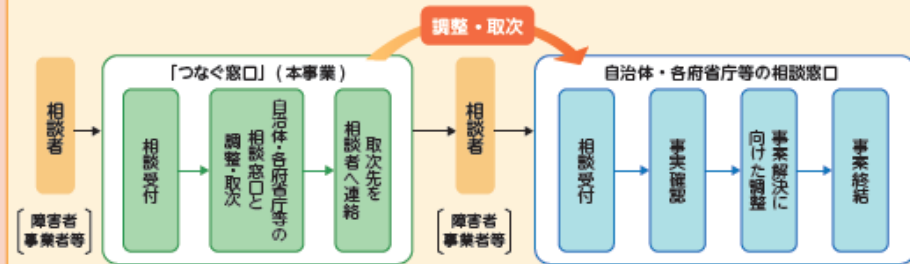 調整・取次
「つなぐ窓口」(本事業)
自治体・各府省庁等の相談窓口
相談者
相談受付
自治体・各府省庁等の
相談窓口と
調整・取次
取次先を
相談者へ連絡
相談者
相談受付
事実確認
事案解決に
向けた調整
事案終結
障害者
事業者等
障害者
事業者等